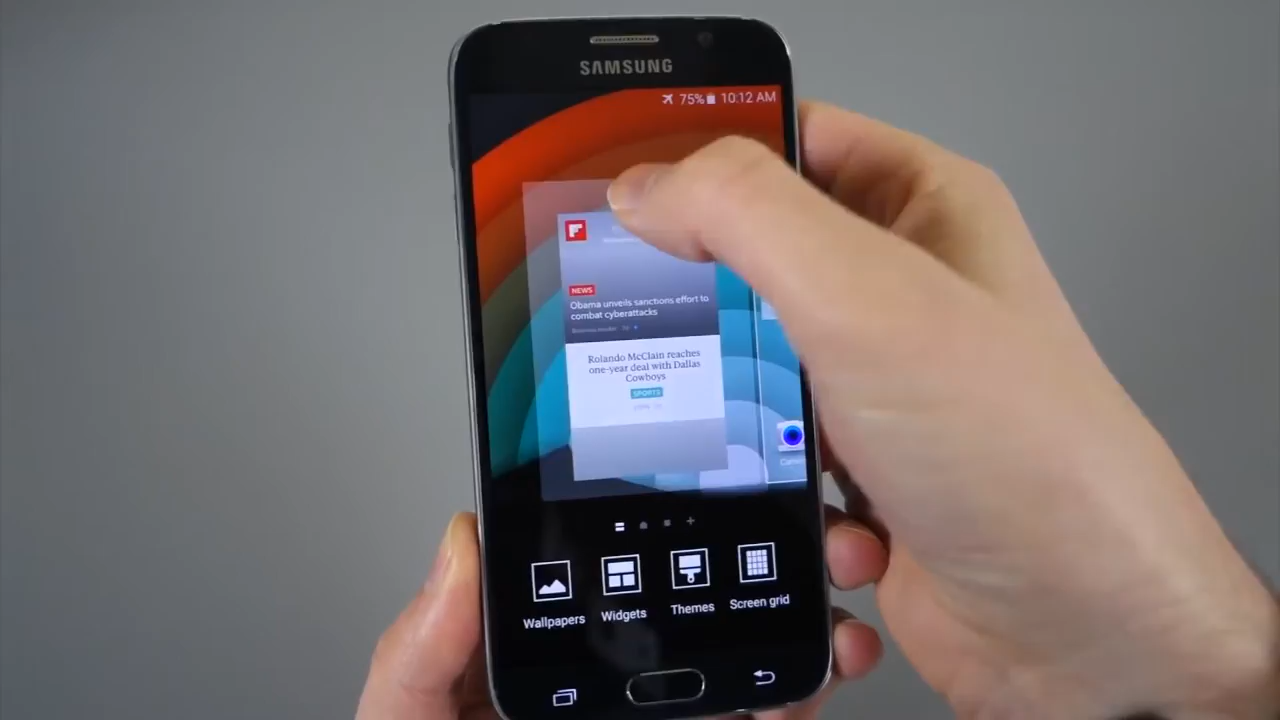 SAMSUNG
75% 10:12 AM
NEWS
Obama unveils sanctions effort to
combat cyberattacks
Rolando McClain reaches
one-year deal with Dallas
Cowboys
SPORTS
Wallpapers
Widgets
Themes
Screen grid